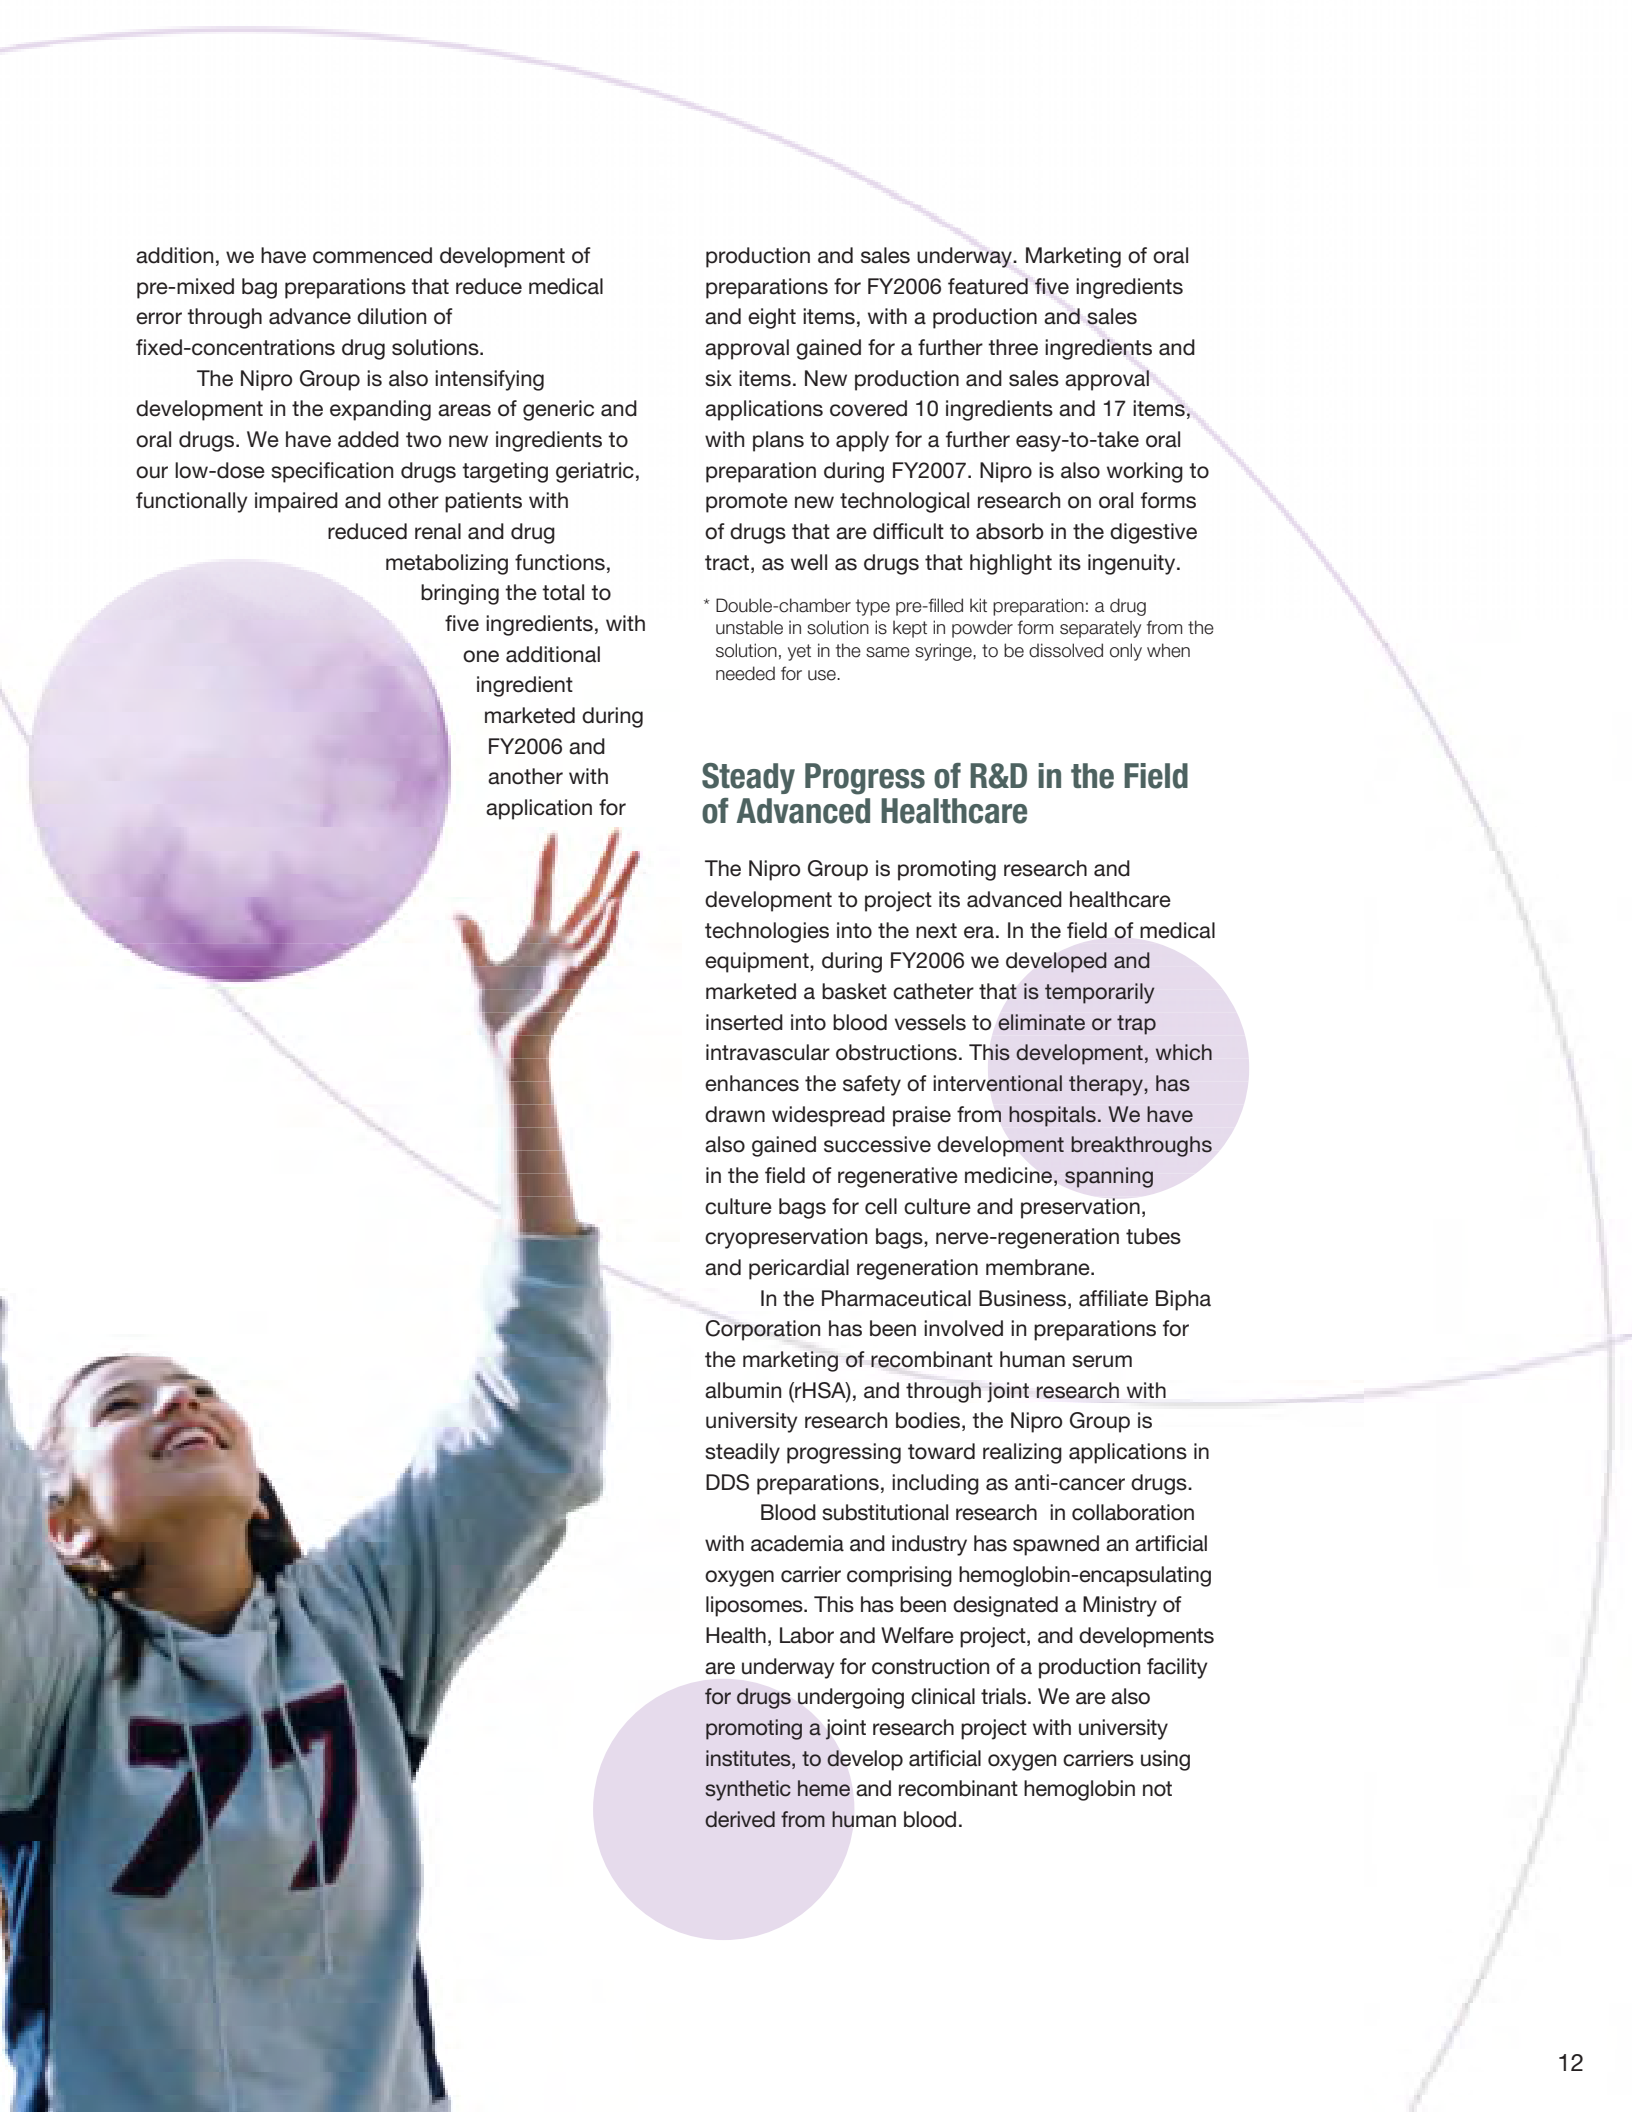 addition, we have commenced development of
pre-mixed bag preparations that reduce medical
error through advance dilution of
fixed-concentrations drug solutions.
The Nipro Group is also intensifying
development in the expanding areas of generic and
oral drugs. We have added two new ingredients to
our low-dose specification drugs targeting geriatric,
functionally impaired and other patients with
reduced renal and drug
metabolizing functions,
bringing the total to
five ingredients, with
one additional
ingredient
marketed during
FY2006 and
another with
application for
production and sales underway. Marketing of oral
preparations for FY2006 featured five ingredients
and eight items, with a production and sales
approval gained for a further three ingredients and
six items. New production and sales approval
applications covered 10 ingredients and 17 items,
with plans to apply for a further easy-to-take oral
preparation during FY2007. Nipro is also working to
promote new technological research on oral forms
of drugs that are difficult to absorb in the digestive
tract, as well as drugs that highlight its ingenuity.
* Double-chamber type pre-filled kit preparation: a drug
unstable in solution is kept in powder form separately from the
solution, yet in the same syringe, to be dissolved only when
needed for use.
Steady Progress of R&D in the Field
of Advanced Healthcare
The Nipro Group is promoting research and
development to project its advanced healthcare
technologies into the next era. In the field of medical
equipment, during FY2006 we developed and
marketed a basket catheter that is temporarily
inserted into blood vessels to eliminate or trap
intravascular obstructions. This development, which
enhances the safety of interventional therapy, has
drawn widespread praise from hospitals. We have
also gained successive development breakthroughs
in the field of regenerative medicine, spanning
culture bags for cell culture and preservation,
cryopreservation bags, nerve-regeneration tubes
and pericardial regeneration membrane.
In the Pharmaceutical Business, affiliate Bipha
Corporation has been involved in preparations for
the marketing of recombinant human serum
albumin (rHSA), and through joint research with
university research bodies, the Nipro Group is
steadily progressing toward realizing applications in
DDS preparations, including as anti-cancer drugs.
Blood substitutional research in collaboration
with academia and industry has spawned an artificial
oxygen carrier comprising hemoglobin-encapsulating
liposomes. This has been designated a Ministry of
Health, Labor and Welfare project, and developments
are underway for construction of a production facility
for drugs undergoing clinical trials. We are also
promoting a joint research project with university
institutes, to develop artificial oxygen carriers using
synthetic heme and recombinant hemoglobin not
derived from human blood.
77
12